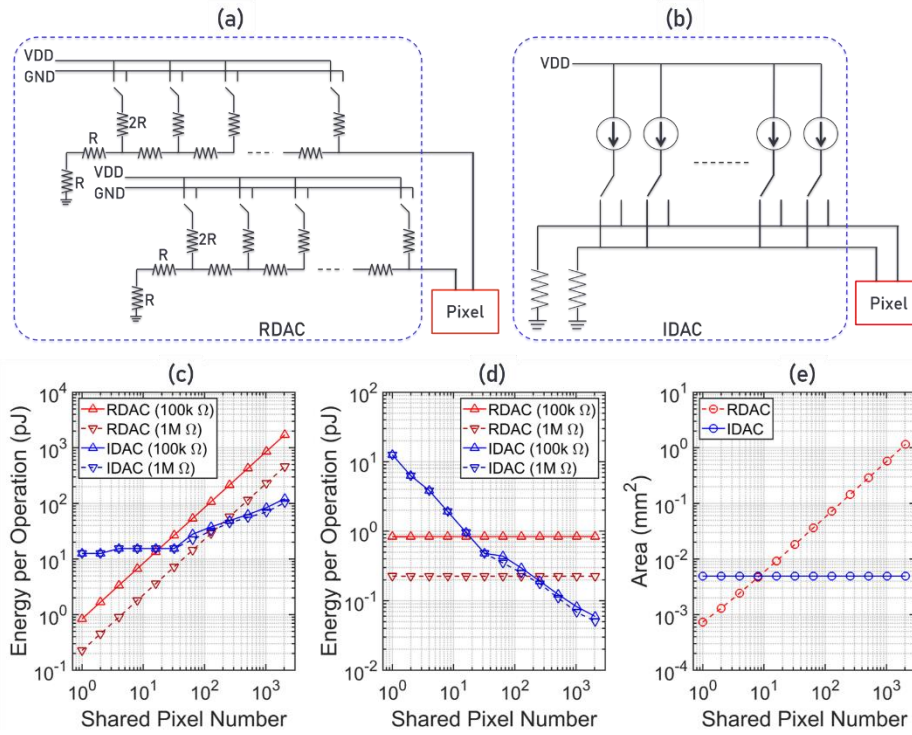 (a)
VDD
GND
2R
R
R
VDD
GND
2R
R
R
Pixel
RDAC
(b)
VDD
Pixel
IDAC
(c)
Energy per Operation (pJ)
10^4
10^3
10^2
10^1
10^0
10^-1
RDAC (100k Ω)
RDAC (1M Ω)
IDAC (100k Ω)
IDAC (1M Ω)
10^0 10^1 10^2 10^3
Shared Pixel Number
(d)
Energy per Operation (pJ)
10^2
10^1
10^0
10^-1
10^-2
RDAC (100k Ω)
RDAC (1M Ω)
IDAC (100k Ω)
IDAC (1M Ω)
10^0 10^1 10^2 10^3
Shared Pixel Number
(e)
Area (mm^2)
10^1
10^0
10^-1
10^-2
10^-3
10^-4
RDAC
IDAC
10^0 10^1 10^2 10^3
Shared Pixel Number